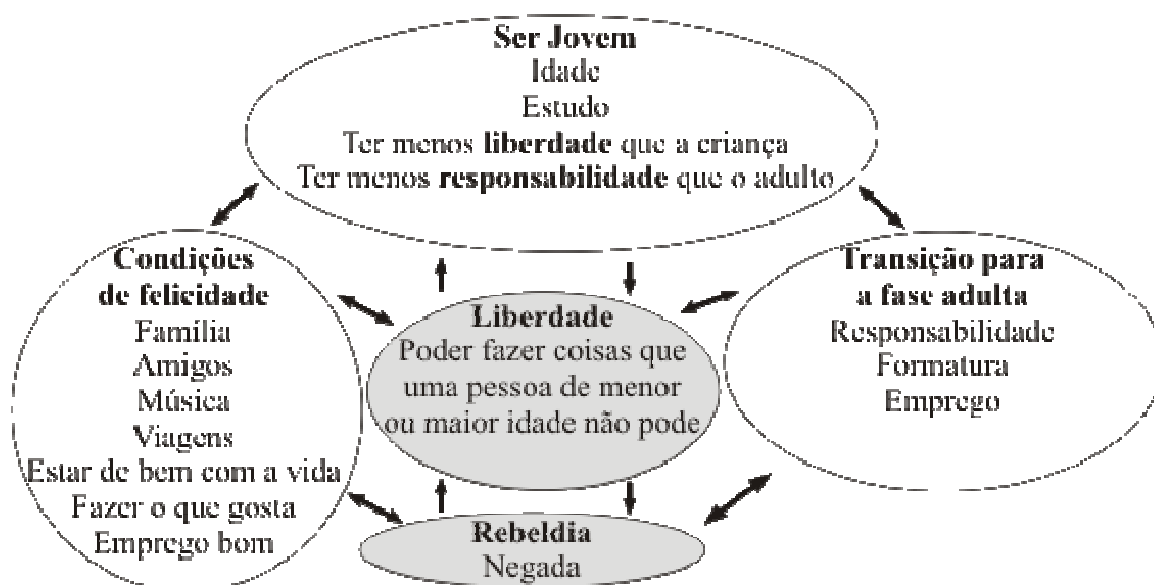 Ser Jovem
Idade
Estudo
Ter menos liberdade que a criança
Ter menos responsabilidade que o adulto
Condições
de felicidade
Família
Amigos
Música
Viagens
Estar de bem com a vida
Fazer o que gosta
Emprego bom
Liberdade
Poder fazer coisas que
uma pessoa de menor
ou maior idade não pode
Transição para
a fase adulta
Responsabilidade
Formatura
Emprego
Rebeldia
Negada